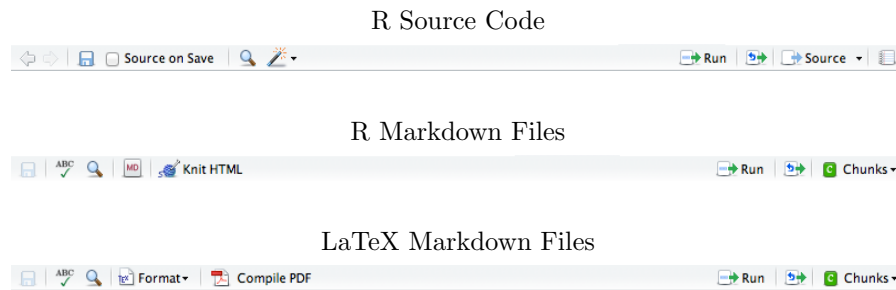 R Source Code
Source on Save Run Source
R Markdown Files
ABC MD Knit HTML Run C Chunks
LaTeX Markdown Files
ABC TEX Format Compile PDF Run C Chunks